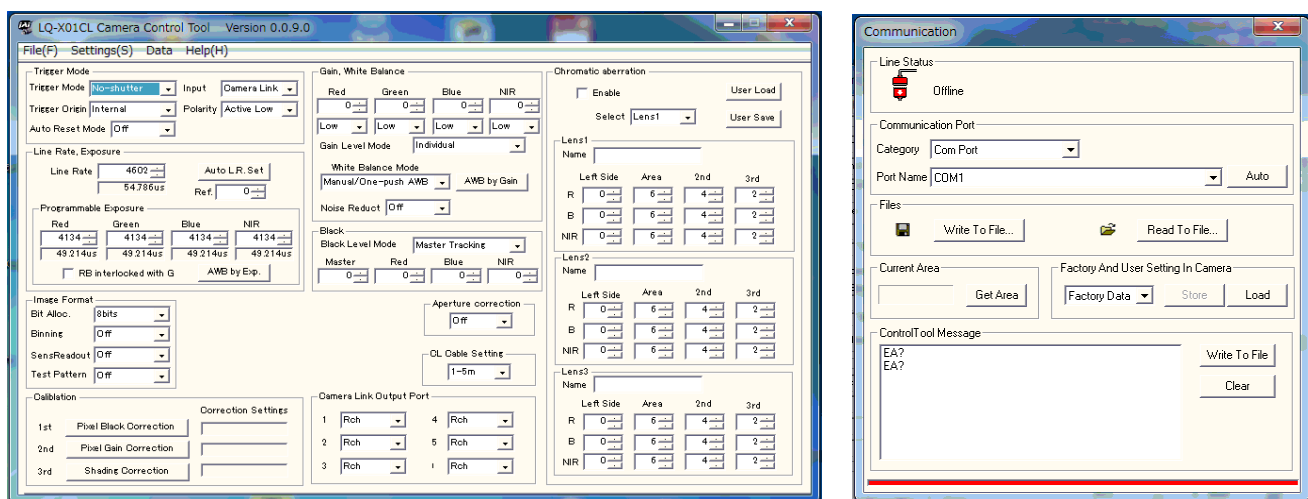 LQ-X01CL Camera Control Tool Version 0.0.9.0
File(F) Settings(S) Data Help(H)
Trigger Mode
Trigger Mode No-shutter Input Camera Link
Trigger Origin Internal Polarity Active Low
Auto Reset Mode Off
Line Rate, Exposure
Line Rate 4602 Auto L.R. Set
54.786us Ref. 0
Programmable Exposure
Red Green Blue NIR
4134 4134 4134 4134
49.214us 49.214us 49.214us 49.214us
RB interlocked with G AWB by Exp.
Image Format
Bit Alloc. 8bits
Binning Off
SensReadout Off
Test Pattern Off
Caliblation
Correction Settings
1st Pixel Black Correction
2nd Pixel Gain Correction
3rd Shading Correction
Gain, White Balance
Red Green Blue NIR
0 0 0 0
Low Low Low Low
Gain Level Mode Individual
White Balance Mode
Manual/One-push AWB AWB by Gain
Noise Reduct Off
Black
Black Level Mode Master Tracking
Master Red Blue NIR
0 0 0 0
Aperture correction
Off
CL Cable Setting
1-5m
Camera Link Output Port
1 Rch 4 Rch
2 Rch 5 Rch
3 Rch Rch
Chromatic aberration
Enable User Load
Select Lens1 User Save
Lens1
Name
Left Side Area 2nd 3rd
R 0 6 4 2
B 0 6 4 2
NIR 0 6 4 2
Lens2
Name
Left Side Area 2nd 3rd
R 0 6 4 2
B 0 6 4 2
NIR 0 6 4 2
Lens3
Name
Left Side Area 2nd 3rd
R 0 6 4 2
B 0 6 4 2
NIR 0 6 4 2
Communication
Line Status
Offline
Communication Port
Category Com Port
Port Name COM1 Auto
Files
Write To File... Read To File...
Current Area
Get Area
Factory And User Setting In Camera
Factory Data Store Load
ControlTool Message
EA?
EA?
Write To File
Clear